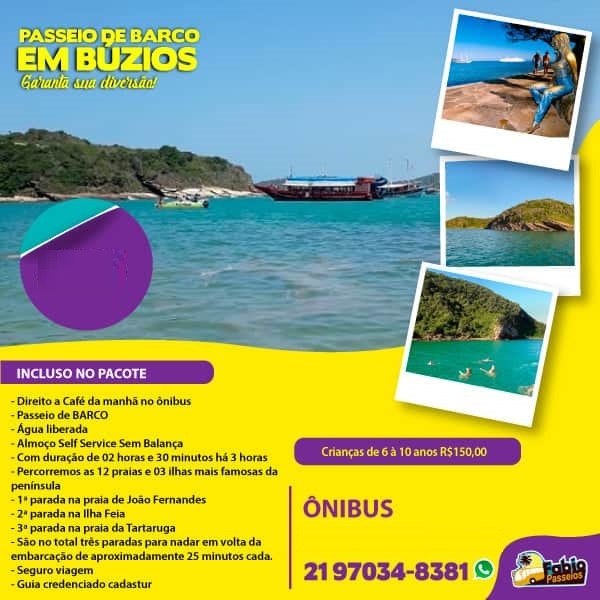 PASSEIO DE BARCO
EM BÚZIOS
Garanta sua diversão!
INCLUSO NO PACOTE
- Direito a Café da manhã no ônibus
- Passeio de BARCO
- Água liberada
- Almoço Self Service Sem Balança
- Com duração de 02 horas e 30 minutos há 3 horas
- Percorremos as 12 praias e 03 ilhas mais famosas da
península
- 1ª parada na praia de João Fernandes
- 2ª parada na Ilha Feia
- 3ª parada na praia da Tartaruga
- São no total três paradas para nadar em volta da
embarcação de aproximadamente 25 minutos cada.
- Seguro viagem
- Guia credenciado cadastur
Crianças de 6 à 10 anos R$150,00
ÔNIBUS
21 97034-8381
Fabio
Passeios